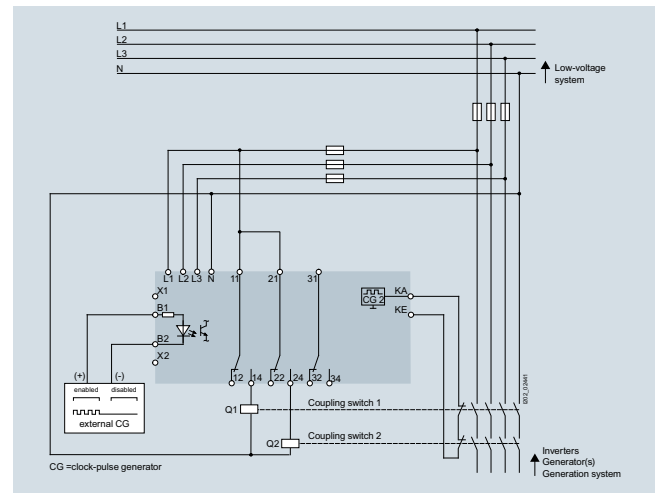 L1
L2
L3
N
Low-voltage
system
L1 L2 L3 N 11 21 31
X1
B1
B2
X2
CG 2
KA
KE
12 14 22 24 32 34
(+) (-)
enabled disabled
external CG
Q1
Coupling switch 1
Q2
Coupling switch 2
I202_02441
Inverters
Generator(s)
Generation system
CG =clock-pulse generator